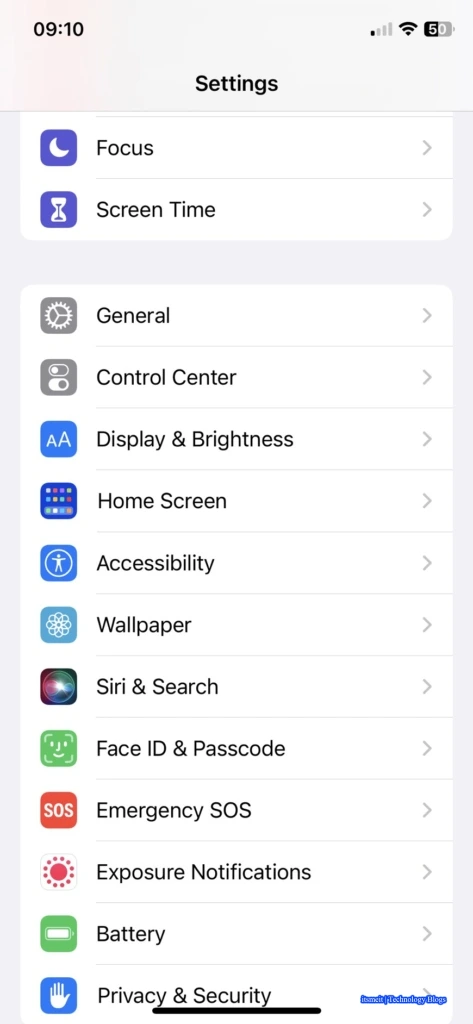 09:10
50
Settings
Focus
Screen Time
General
Control Center
AA Display & Brightness
Home Screen
Accessibility
Wallpaper
Siri & Search
Face ID & Passcode
SOS Emergency SOS
Exposure Notifications
Battery
Privacy & Security
itsmeit | Technology Blogs